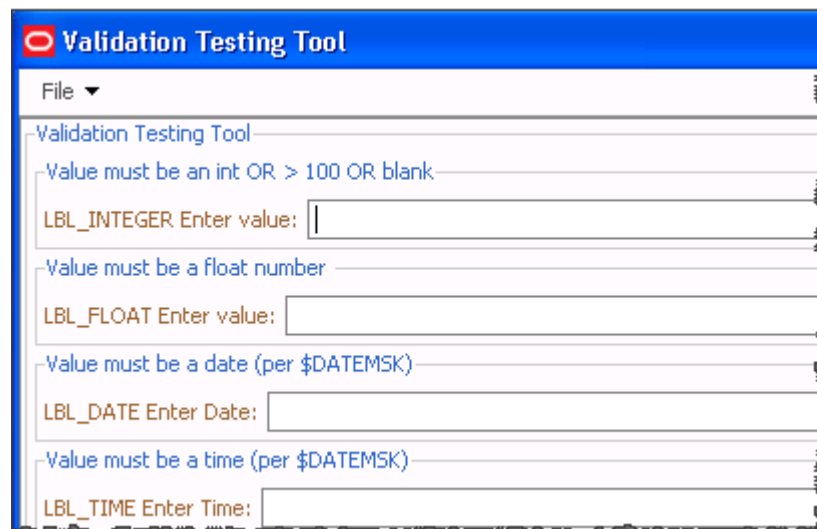 Validation Testing Tool
File
Validation Testing Tool
Value must be an int OR > 100 OR blank
LBL_INTEGER Enter value:
Value must be a float number
LBL_FLOAT Enter value:
Value must be a date (per $DATEMSK)
LBL_DATE Enter Date:
Value must be a time (per $DATEMSK)
LBL_TIME Enter Time: